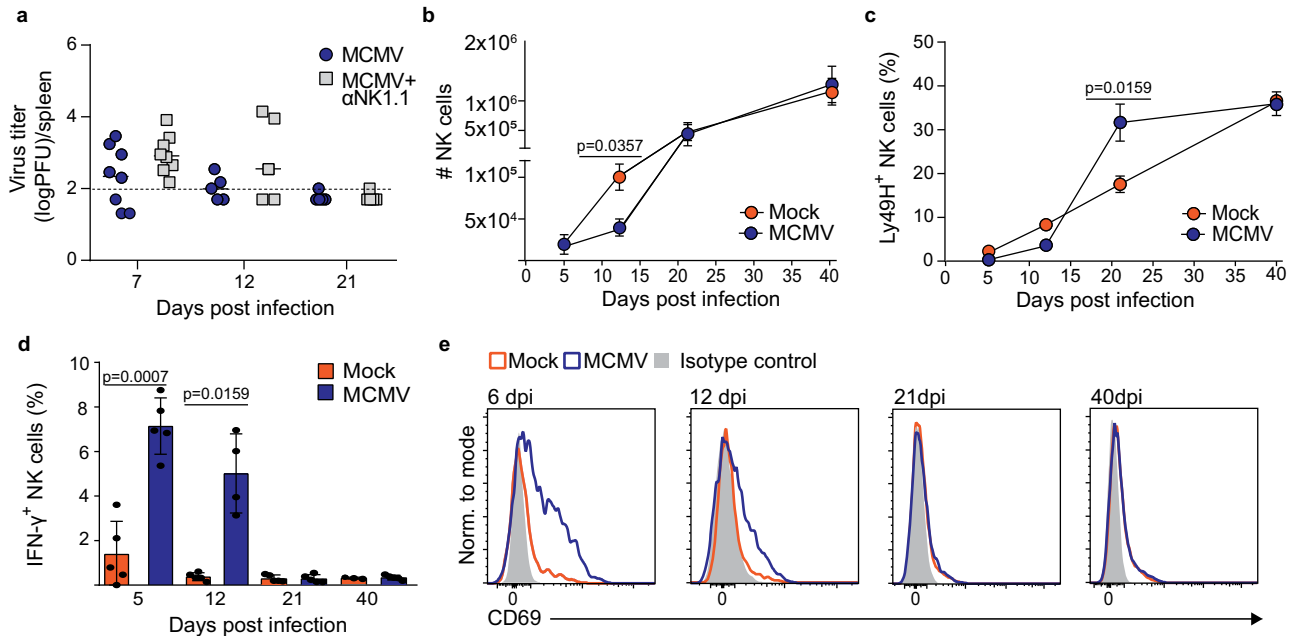 a
Virus titer
(logPFU)/spleen
6
4
2
0
MCMV
MCMV+
αNK1.1
7
12
21
Days post infection
b
# NK cells
2x10⁶
1x10⁶
5x10⁵
1x10⁵
5x10⁴
p=0.0357
Mock
MCMV
0 5 10 15 20 25 30 35 40
Days post infection
c
Ly49H⁺ NK cells (%)
50
40
30
20
10
0
p=0.0159
Mock
MCMV
0 5 10 15 20 25 30 35 40
Days post infection
d
IFN-γ⁺ NK cells (%)
10
8
6
4
2
p=0.0007
p=0.0159
Mock
MCMV
5 12 21 40
Days post infection
e
Mock MCMV Isotype control
6 dpi
12 dpi
21dpi
40dpi
Norm. to mode
0 0 0 0
CD69